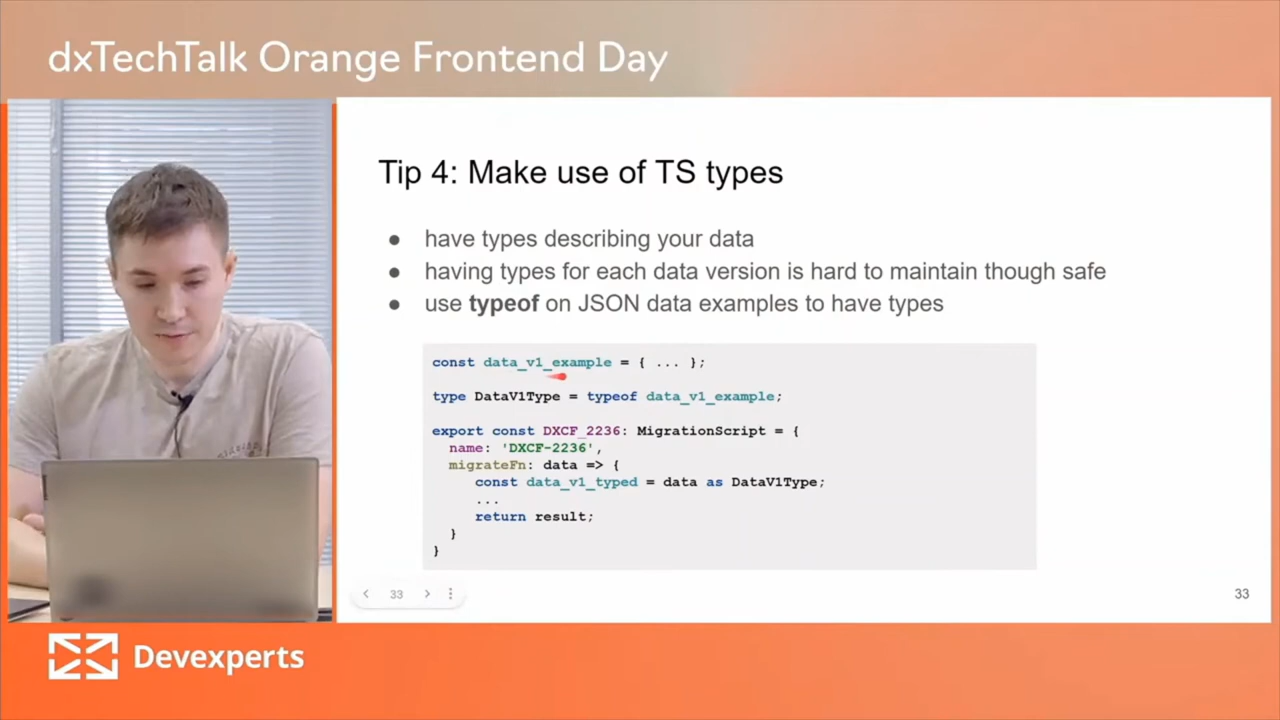 dxTechTalk Orange Frontend Day
Tip 4: Make use of TS types
● have types describing your data
● having types for each data version is hard to maintain though safe
● use typeof on JSON data examples to have types
const data_v1_example = { ... };
type DataV1Type = typeof data_v1_example;
export const DXCF_2236: MigrationScript = {
name: 'DXCF-2236',
migrateFn: data => {
const data_v1_typed = data as DataV1Type;
...
return result;
}
}
33
33
Devexperts